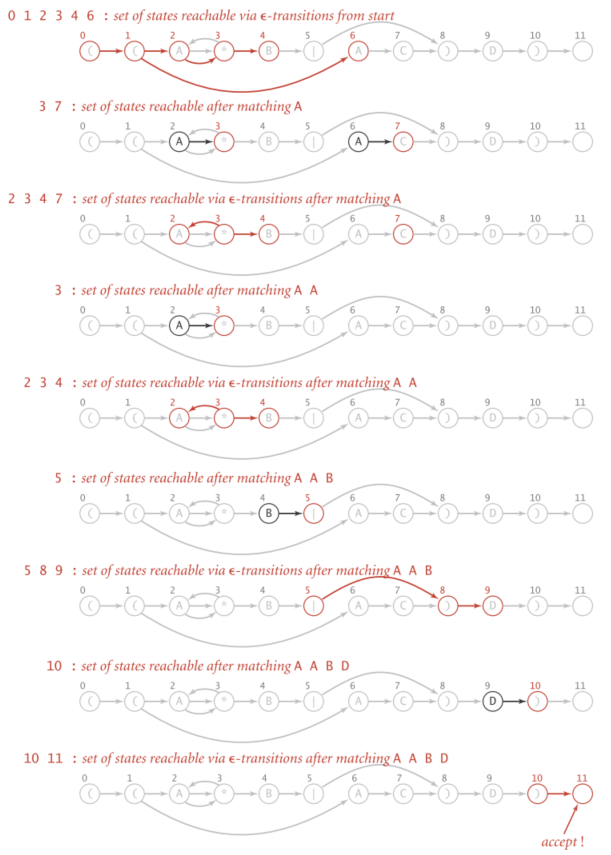 0 1 2 3 4 6 : set of states reachable via ϵ-transitions from start
0 1 2 3 4 5 6 7 8 9 10 11
( ( A * B | A C ) D )
3 7 : set of states reachable after matching A
0 1 2 3 4 5 6 7 8 9 10 11
( ( A * B | A C ) D )
2 3 4 7 : set of states reachable via ϵ-transitions after matching A
0 1 2 3 4 5 6 7 8 9 10 11
( ( A * B | A C ) D )
3 : set of states reachable after matching A A
0 1 2 3 4 5 6 7 8 9 10 11
( ( A * B | A C ) D )
2 3 4 : set of states reachable via ϵ-transitions after matching A A
0 1 2 3 4 5 6 7 8 9 10 11
( ( A * B | A C ) D )
5 : set of states reachable after matching A A B
0 1 2 3 4 5 6 7 8 9 10 11
( ( A * B | A C ) D )
5 8 9 : set of states reachable via ϵ-transitions after matching A A B
0 1 2 3 4 5 6 7 8 9 10 11
( ( A * B | A C ) D )
10 : set of states reachable after matching A A B D
0 1 2 3 4 5 6 7 8 9 10 11
( ( A * B | A C ) D )
10 11 : set of states reachable via ϵ-transitions after matching A A B D
0 1 2 3 4 5 6 7 8 9 10 11
( ( A * B | A C ) D )
accept !